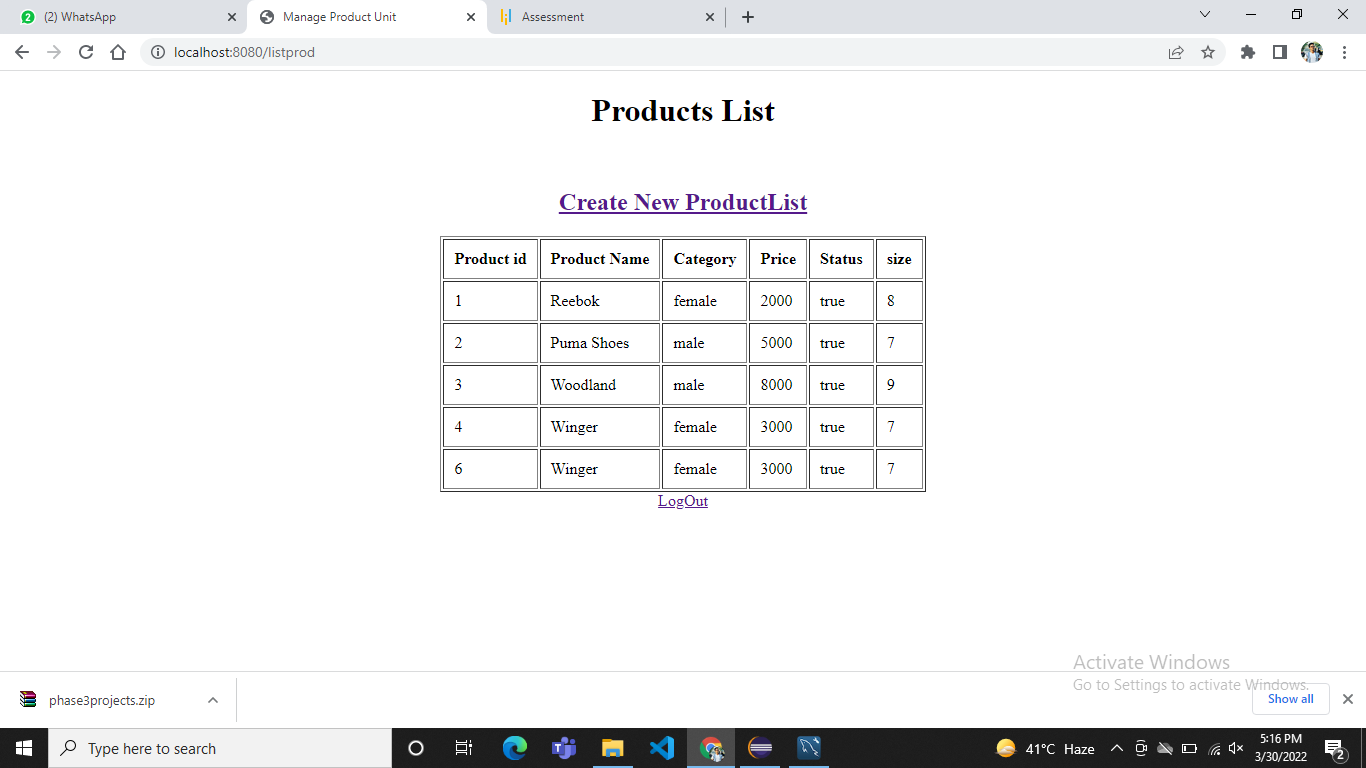 2
(2) WhatsApp
Manage Product Unit
Assessment
localhost:8080/listprod
Products List
Create New ProductList
Product id Product Name Category Price Status size
1 Reebok female 2000 true 8
2 Puma Shoes male 5000 true 7
3 Woodland male 8000 true 9
4 Winger female 3000 true 7
6 Winger female 3000 true 7
LogOut
Activate Windows
Go to Settings to activate Windows.
phase3projects.zip
Show all
Type here to search
41°C Haze
5:16 PM
3/30/2022
2